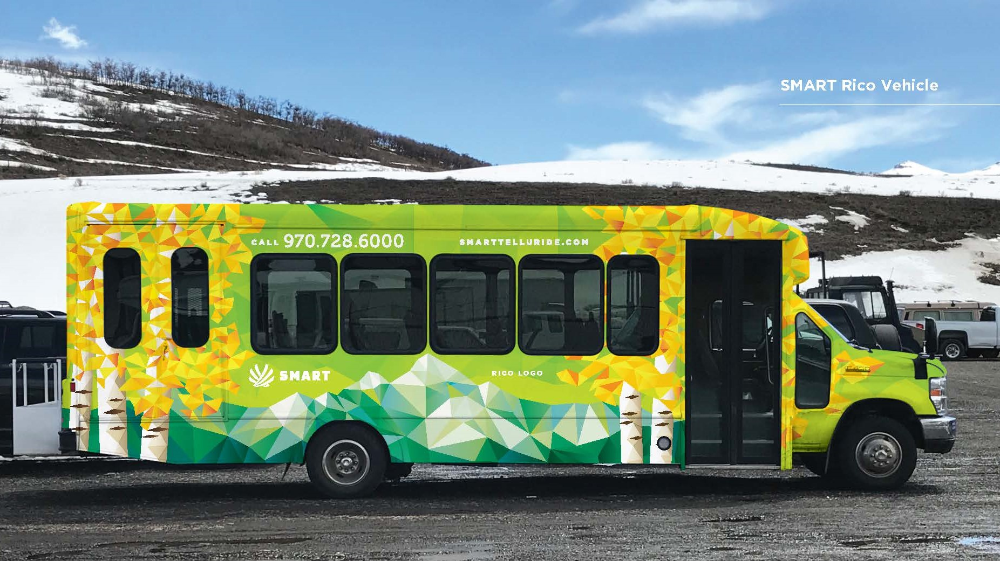 SMART Rico Vehicle
CALL 970.728.6000
SMARTTELLURIDE.COM
SMART
RICO LOGO